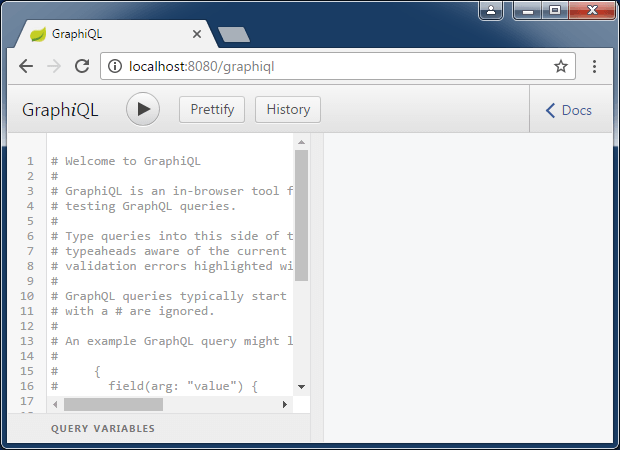 GraphiQL
localhost:8080/graphiql
GraphiQL
Prettify
History
Docs
1 # Welcome to GraphiQL
2 #
3 # GraphiQL is an in-browser tool f
4 # testing GraphQL queries.
5 #
6 # Type queries into this side of t
7 # typeaheads aware of the current
8 # validation errors highlighted wi
9 #
10 # GraphQL queries typically start
11 # with a # are ignored.
12 #
13 # An example GraphQL query might l
14 #
15 # {
16 # field(arg: "value") {
17
QUERY VARIABLES